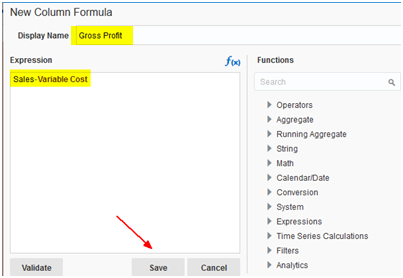 New Column Formula
Display Name Gross Profit
Expression f(x)
Sales-Variable Cost
Validate Save Cancel
Functions
Search
Operators
Aggregate
Running Aggregate
String
Math
Calendar/Date
Conversion
System
Expressions
Time Series Calculations
Filters
Analytics